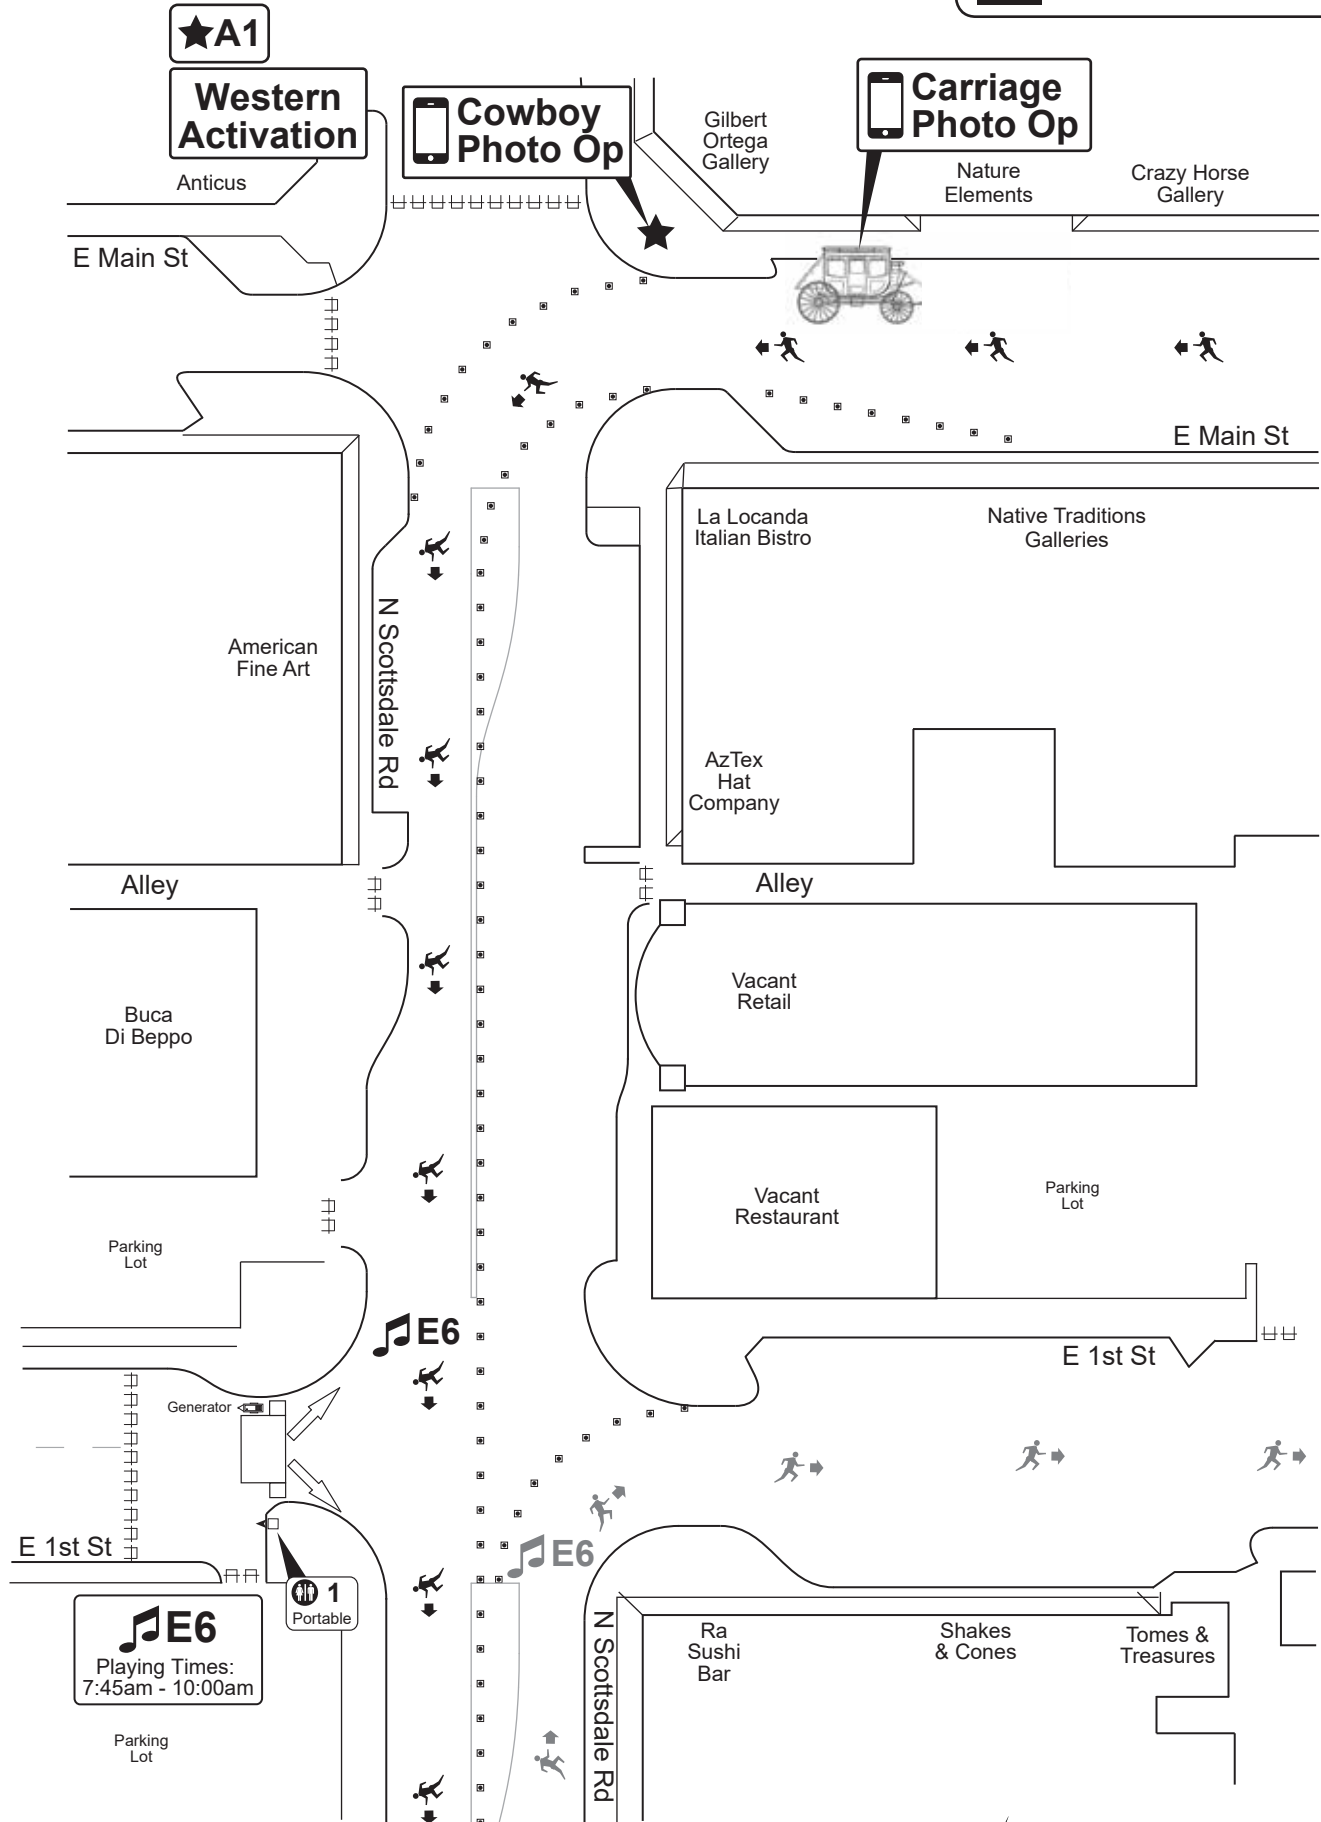 A1
Western
Activation
Cowboy
Photo Op
Carriage
Photo Op
Gilbert
Ortega
Gallery
Nature
Elements
Crazy Horse
Gallery
Anticus
E Main St
E Main St
La Locanda
Italian Bistro
Native Traditions
Galleries
N Scottsdale Rd
American
Fine Art
AzTex
Hat
Company
Alley
Alley
Vacant
Retail
Buca
Di Beppo
Vacant
Restaurant
Parking
Lot
Parking
Lot
E6
E 1st St
Generator
E6
E 1st St
1
Portable
E6
Playing Times:
7:45am - 10:00am
N Scottsdale Rd
Ra
Sushi
Bar
Shakes
& Cones
Tomes &
Treasures
Parking
Lot